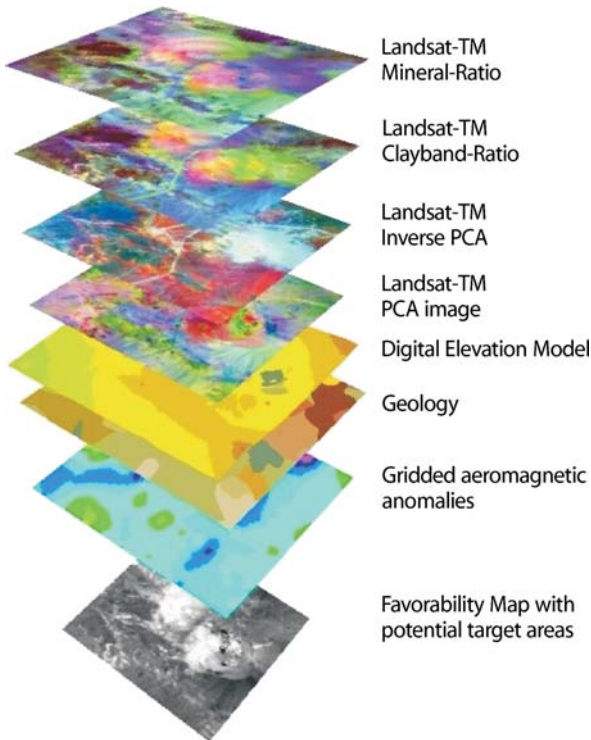 Landsat-TM
Mineral-Ratio
Landsat-TM
Clayband-Ratio
Landsat-TM
Inverse PCA
Landsat-TM
PCA image
Digital Elevation Model
Geology
Gridded aeromagnetic
anomalies
Favorability Map with
potential target areas